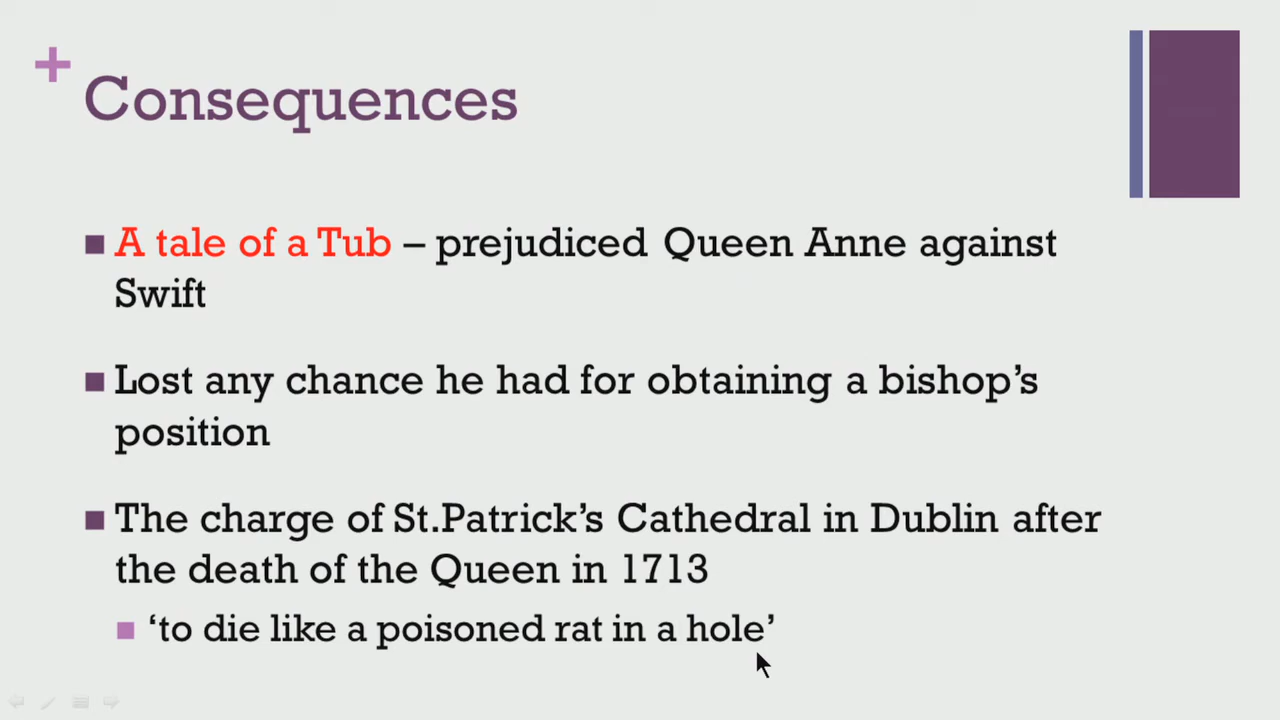 Consequences
A tale of a Tub – prejudiced Queen Anne against
Swift
Lost any chance he had for obtaining a bishop’s
position
The charge of St.Patrick’s Cathedral in Dublin after
the death of the Queen in 1713
‘to die like a poisoned rat in a hole’